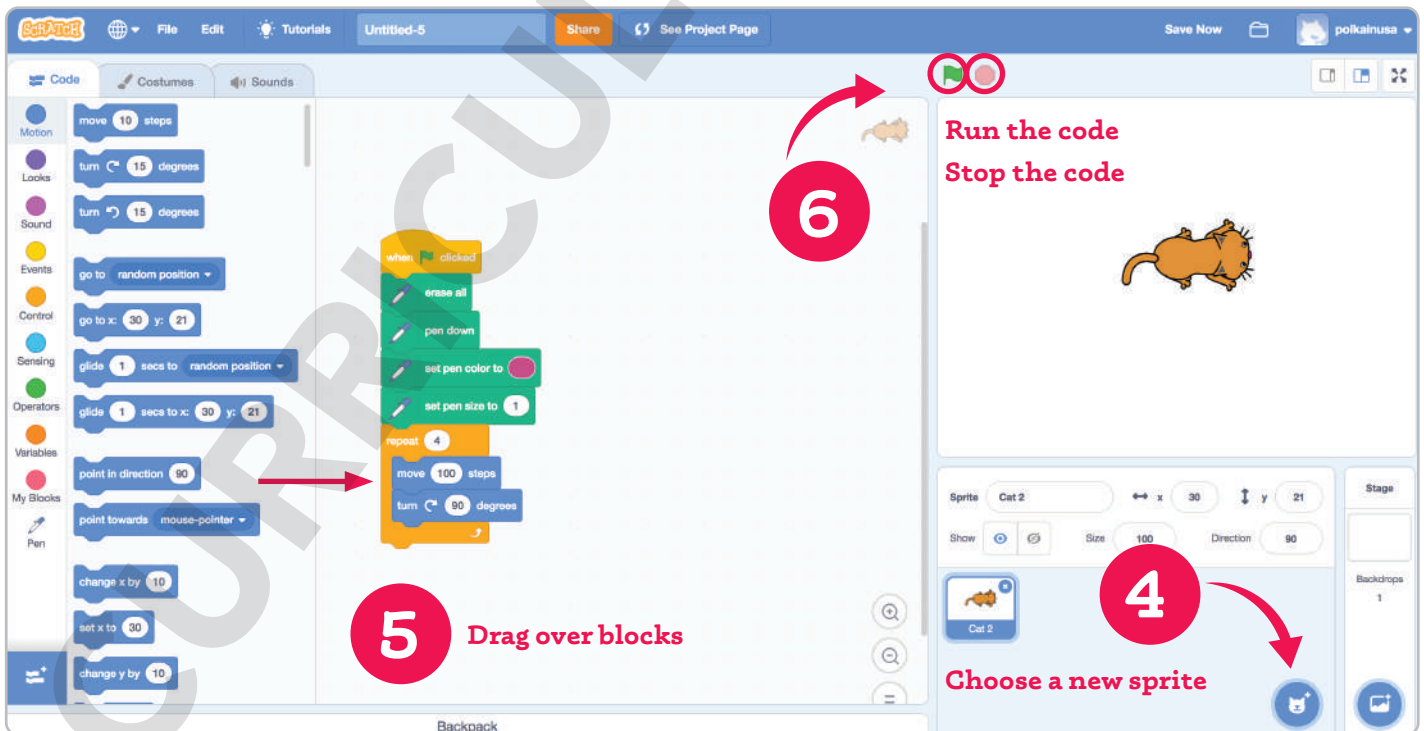 SCRATCH File Edit Tutorials Untitled-5 Share See Project Page Save Now polkainusa
Code Costumes Sounds
Motion
Looks
Sound
Events
Control
Sensing
Operators
Variables
My Blocks
Pen
move 10 steps
turn 15 degrees
turn 15 degrees
go to random position
go to x: 30 y: 21
glide 1 secs to random position
glide 1 secs to x: 30 y: 21
point in direction 90
point towards mouse-pointer
change x by 10
set x to 30
change y by 10
when clicked
erase all
pen down
set pen color to
set pen size to 1
repeat 4
move 100 steps
turn 90 degrees
5 Drag over blocks
Backpack
6
Run the code
Stop the code
Sprite Cat 2 x 30 y 21
Show Size 100 Direction 90
Cat 2
4
Choose a new sprite
Stage
Backdrops
1
CURRICUL